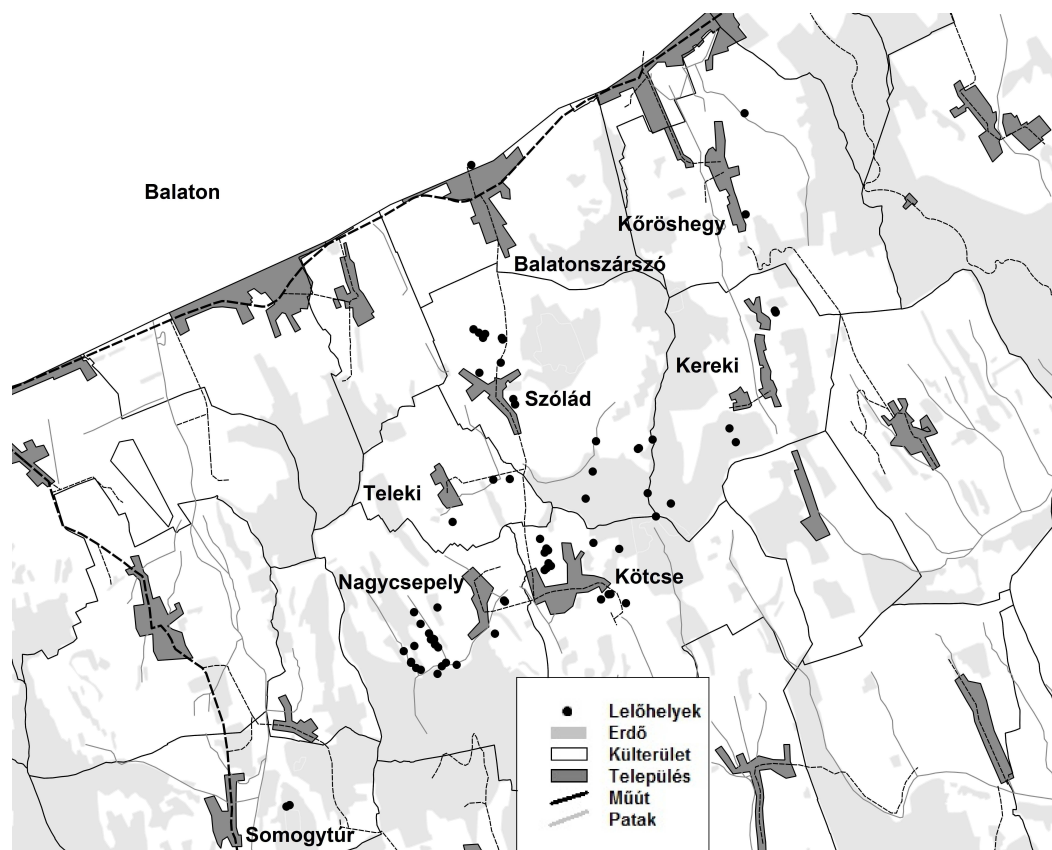 Balaton
Kőröshegy
Balatonszárszó
Kereki
Szólád
Teleki
Nagycsepely
Kötcse
Lelőhelyek
Erdő
Külterület
Település
Műút
Patak
Somogytúr